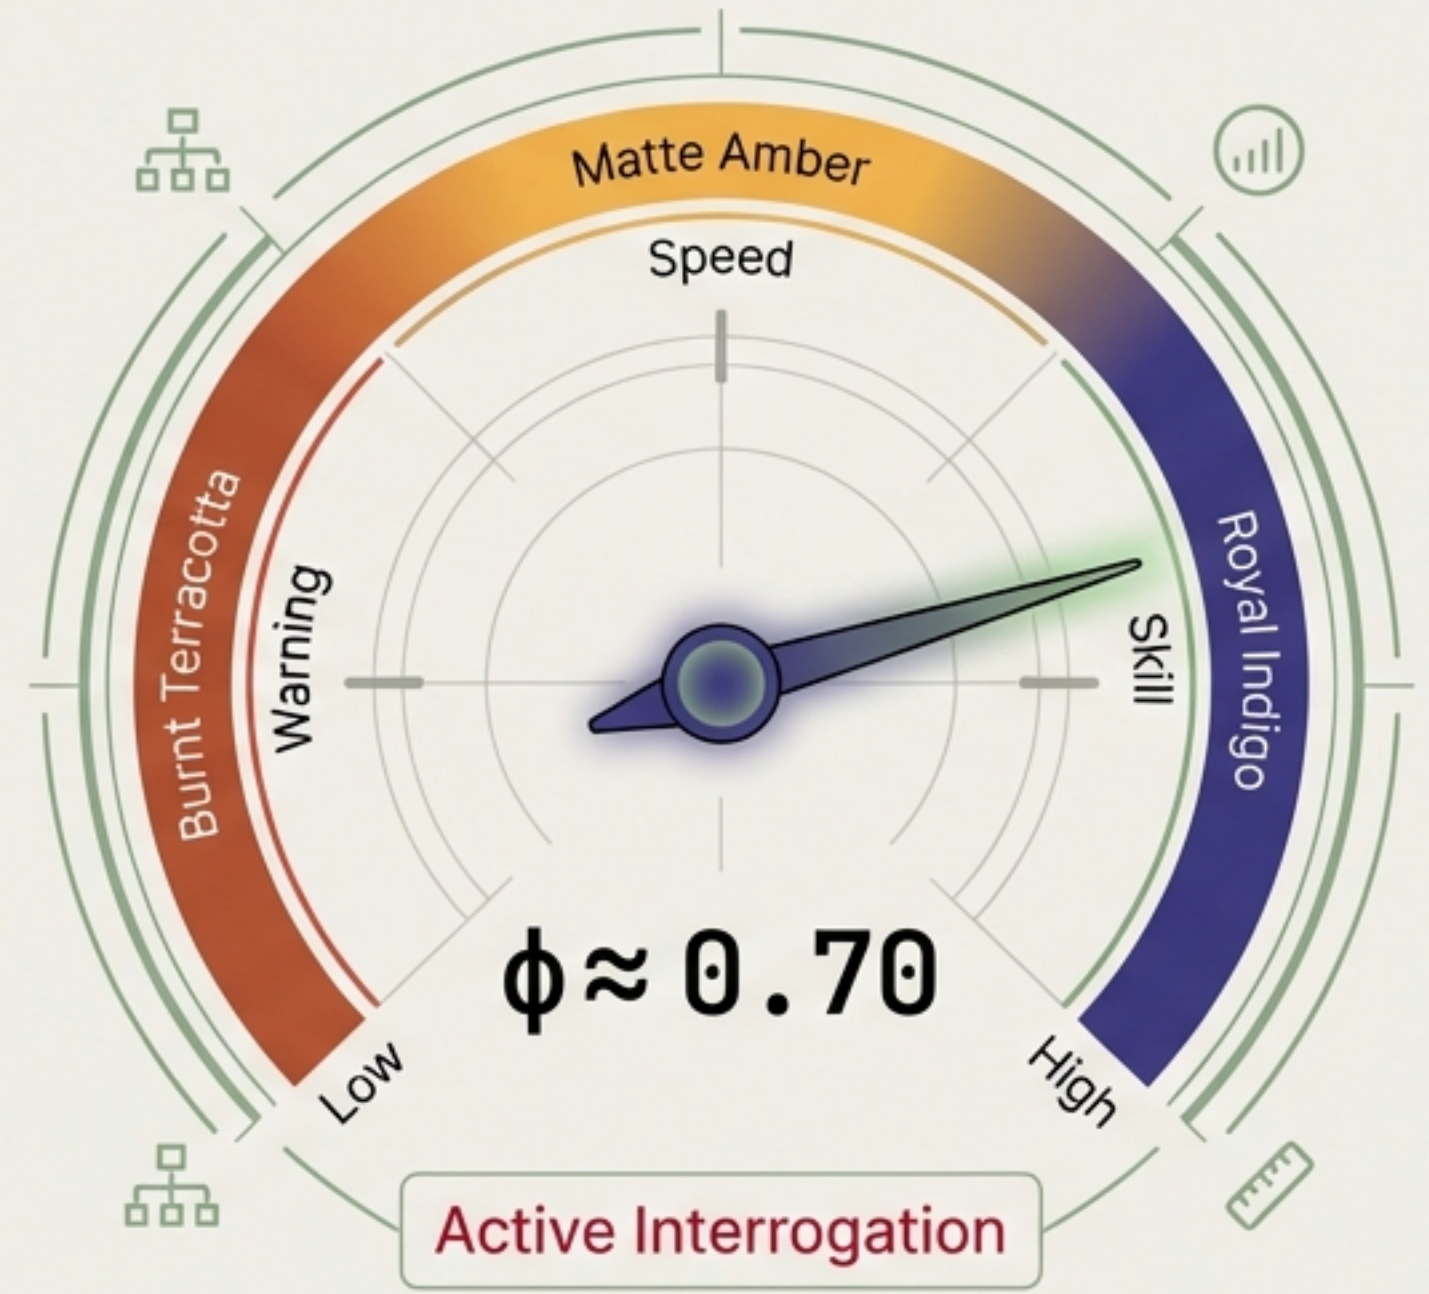 Matte Amber
Speed
Burnt Terracotta
Warning
Skill
Royal Indigo
ϕ ≈ 0.70
Low
High
Active Interrogation